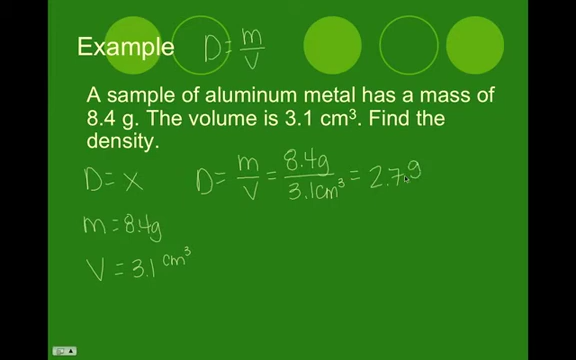 Example D = m/v
A sample of aluminum metal has a mass of
8.4 g. The volume is 3.1 cm³. Find the
density.
D = x D = m/v = 8.4g/3.1cm³ = 2.7g
m = 8.4g
V = 3.1 cm³